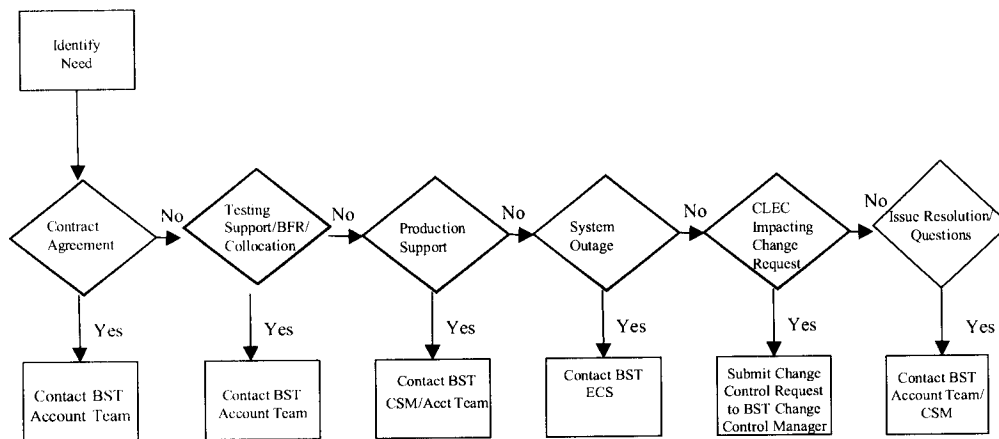 Identify
Need
Contract
Agreement
No
Testing
Support/BFR/
Collocation
No
Production
Support
No
System
Outage
No
CLEC
Impacting
Change
Request
No
Issue Resolution/
Questions
Yes
Yes
Yes
Yes
Yes
Yes
Contact BST
Account Team
Contact BST
Account Team
Contact BST
CSM/Acct Team
Contact BST
ECS
Submit Change
Control Request
to BST Change
Control Manager
Contact BST
Account Team/
CSM